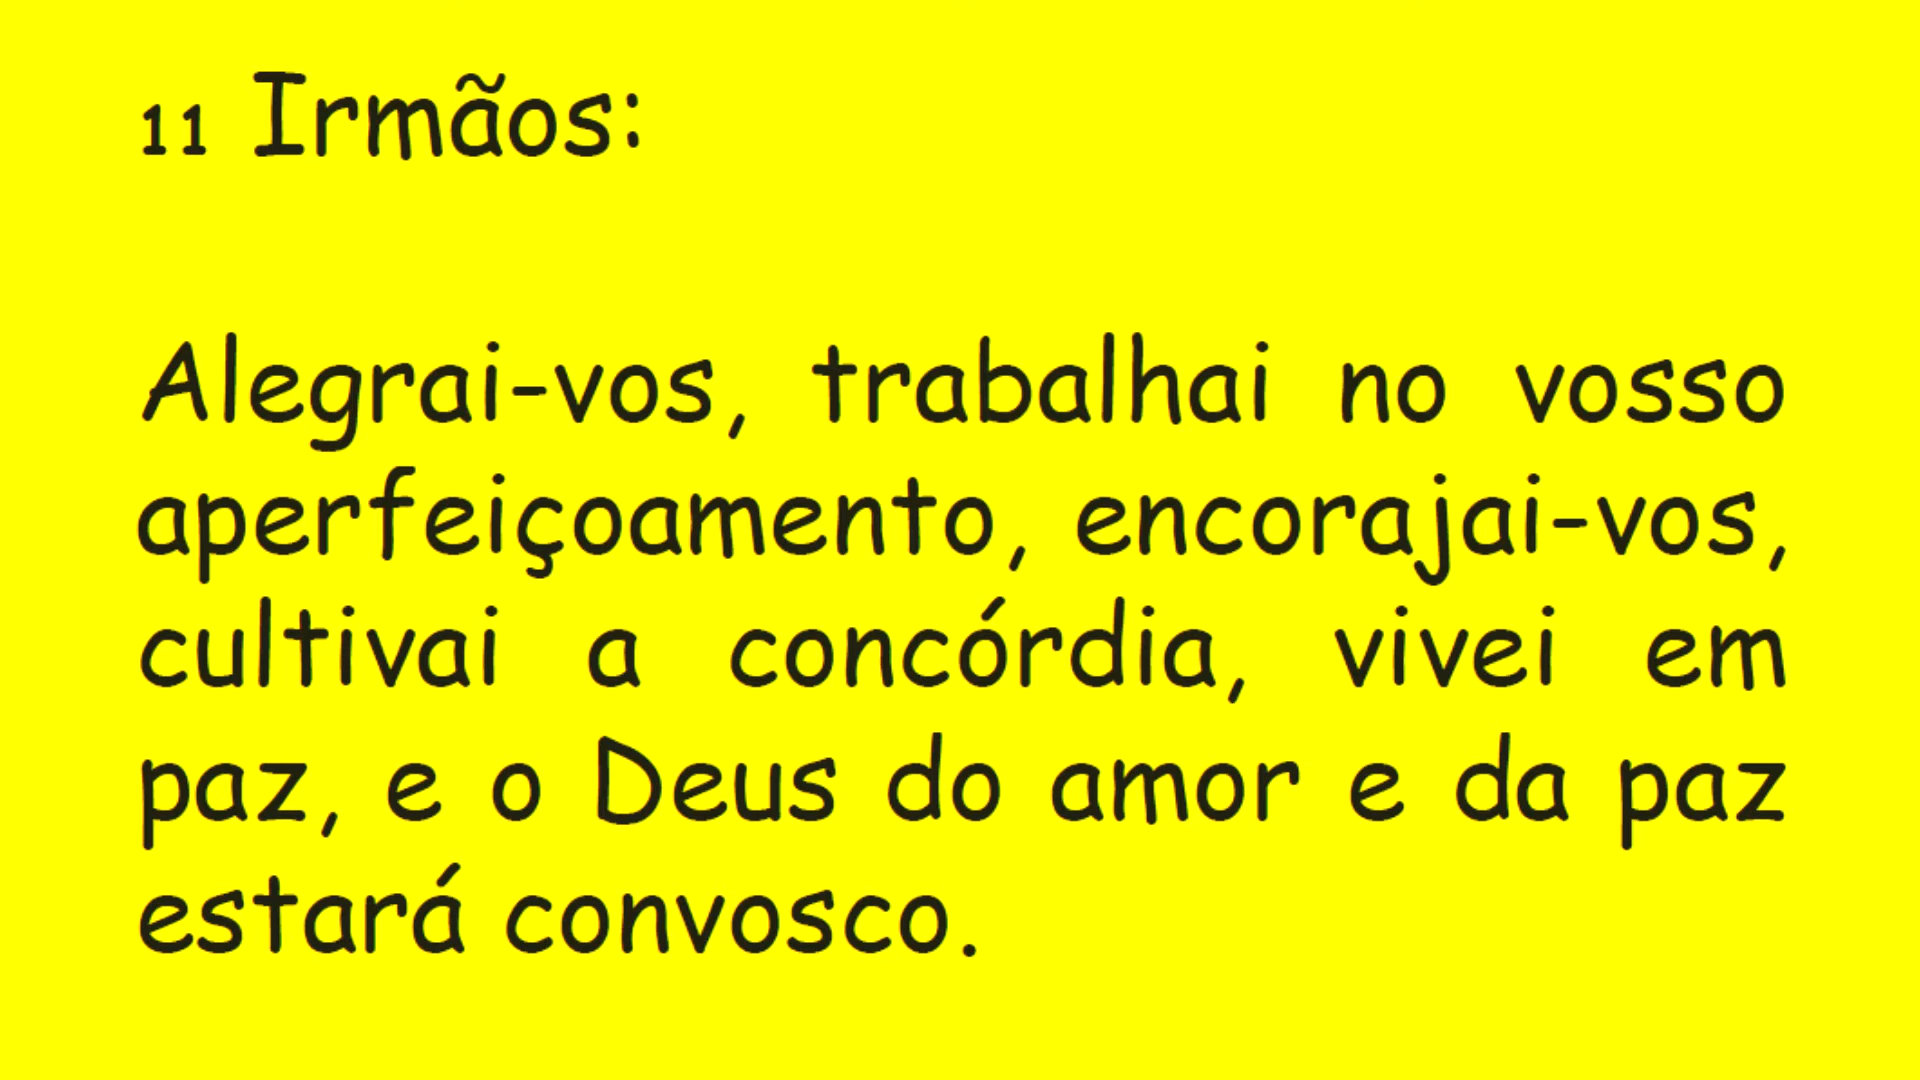 11 Irmãos:
Alegrai-vos, trabalhai no vosso
aperfeiçoamento, encorajai-vos,
cultivai a concórdia, vivei em
paz, e o Deus do amor e da paz
estará convosco.